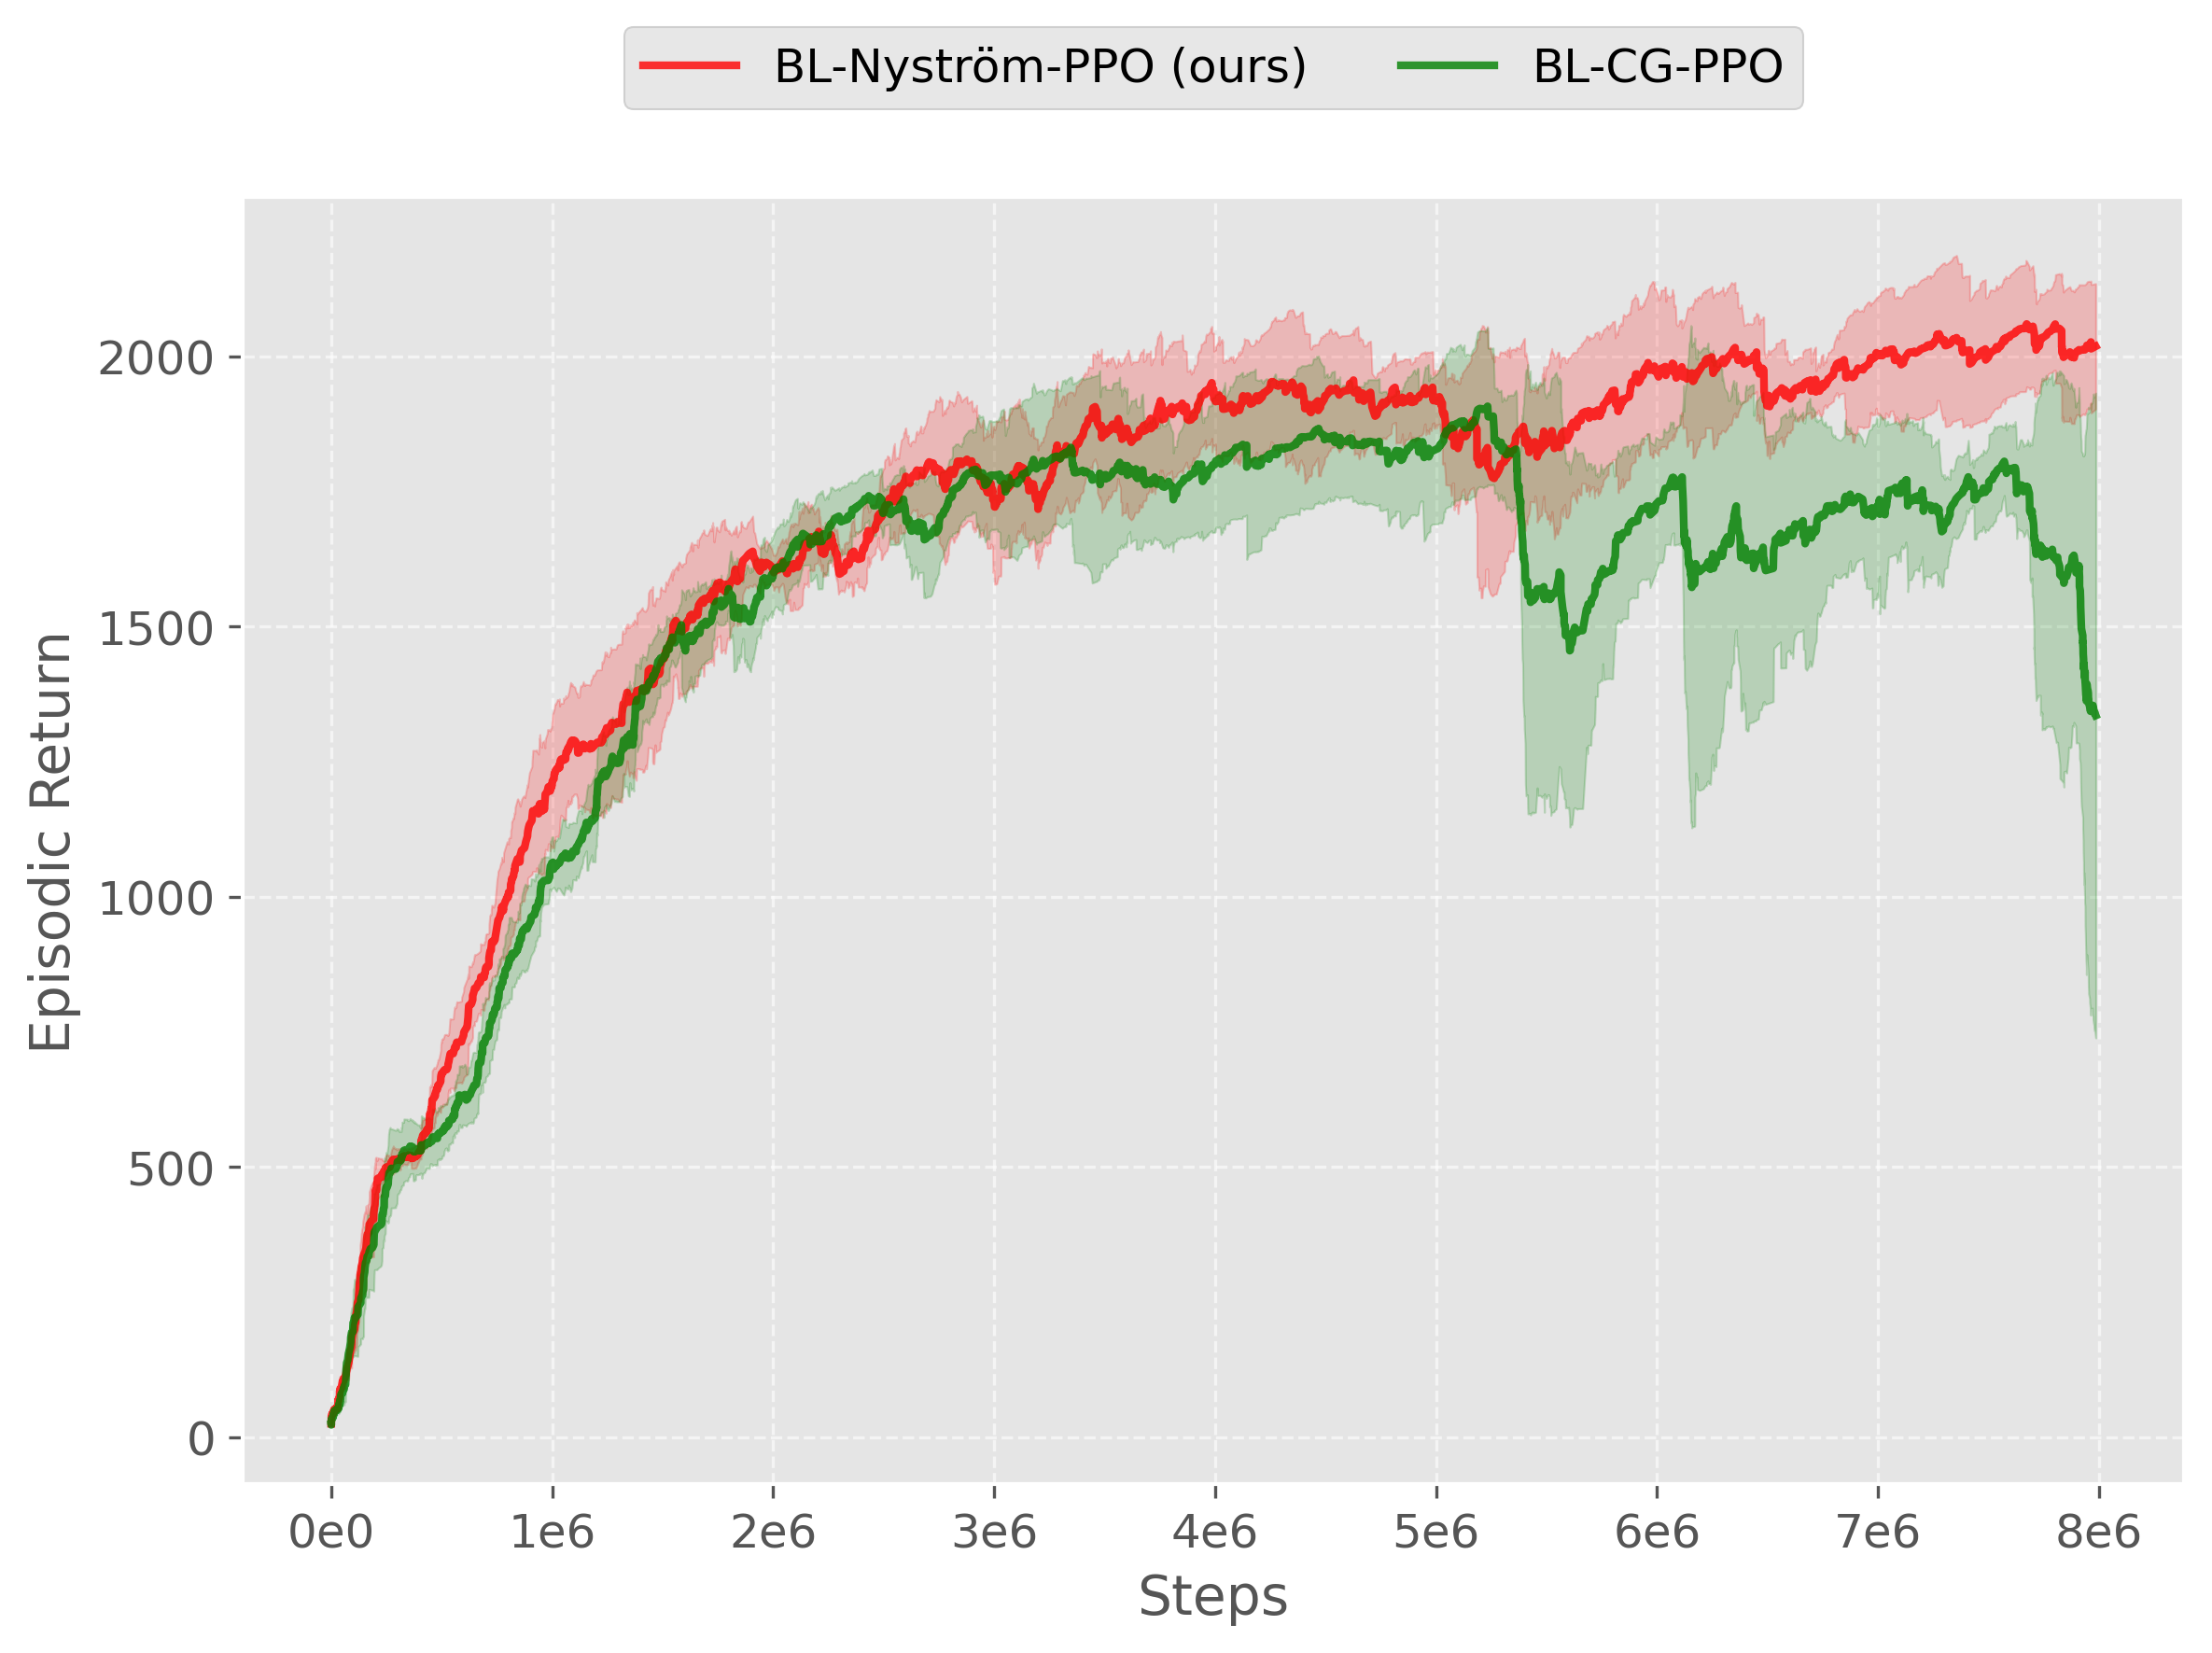 BL-Nyström-PPO (ours) BL-CG-PPO
Episodic Return
2000
1500
1000
500
0
0e0 1e6 2e6 3e6 4e6 5e6 6e6 7e6 8e6
Steps